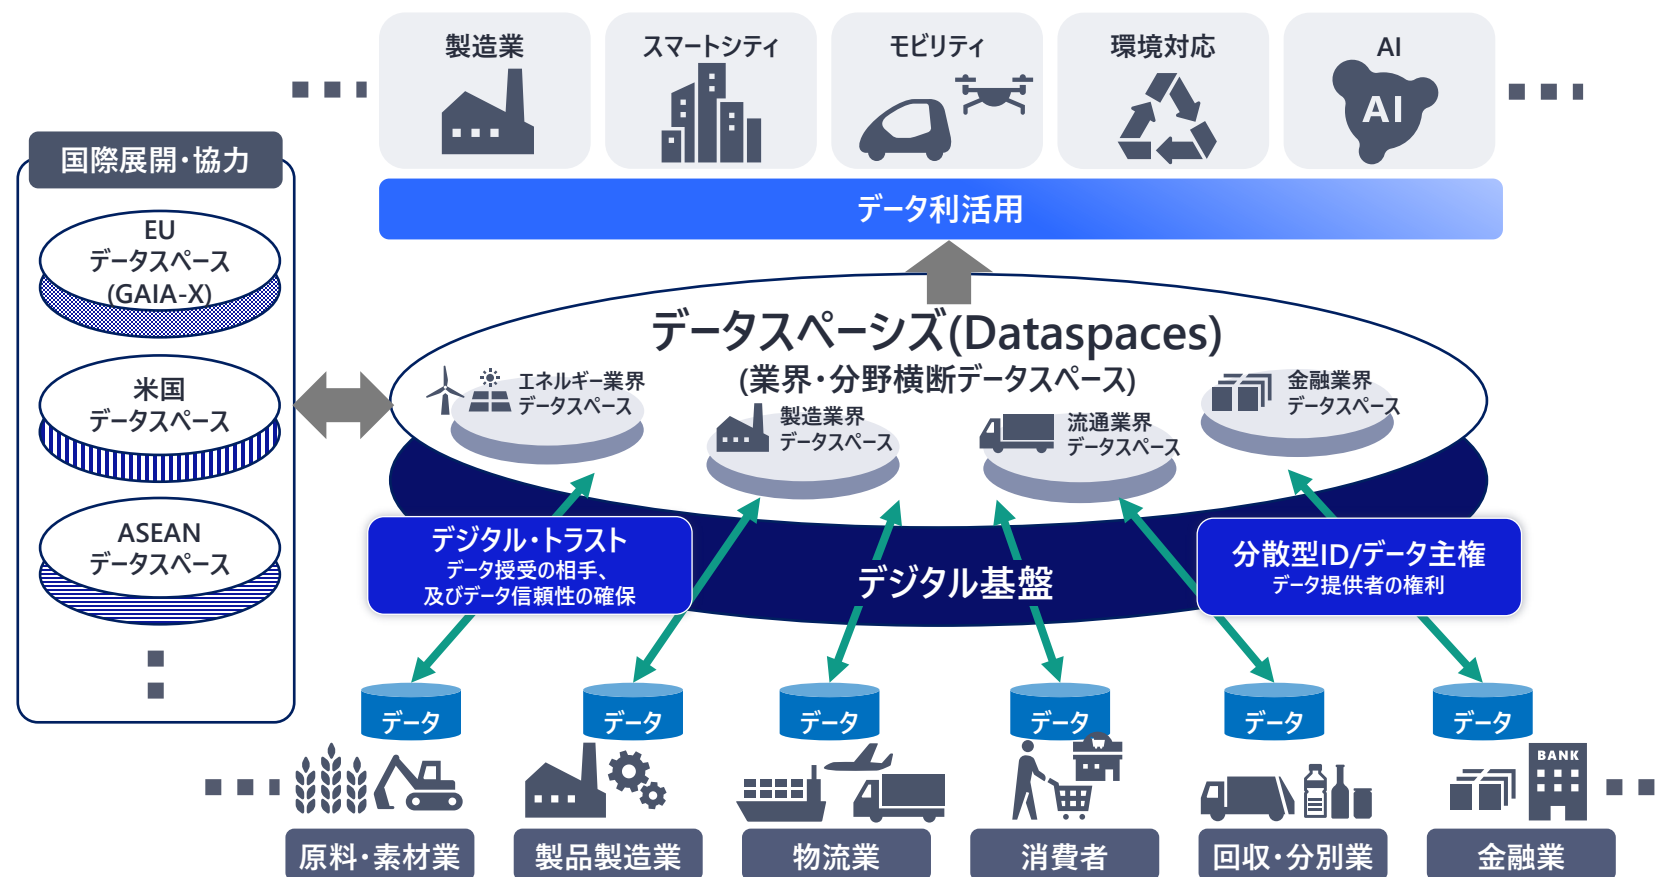 製造業
スマートシティ
モビリティ
環境対応
AI
AI
国際展開・協力
データ利活用
EU
データスペース
(GAIA-X)
米国
データスペース
ASEAN
データスペース
データスペーシズ(Dataspaces)
(業界・分野横断データスペース)
エネルギー業界
データスペース
製造業界
データスペース
流通業界
データスペース
金融業界
データスペース
デジタル・トラスト
データ授受の相手、
及びデータ信頼性の確保
デジタル基盤
分散型ID/データ主権
データ提供者の権利
データ
データ
データ
データ
データ
データ
BANK
原料・素材業
製品製造業
物流業
消費者
回収・分別業
金融業